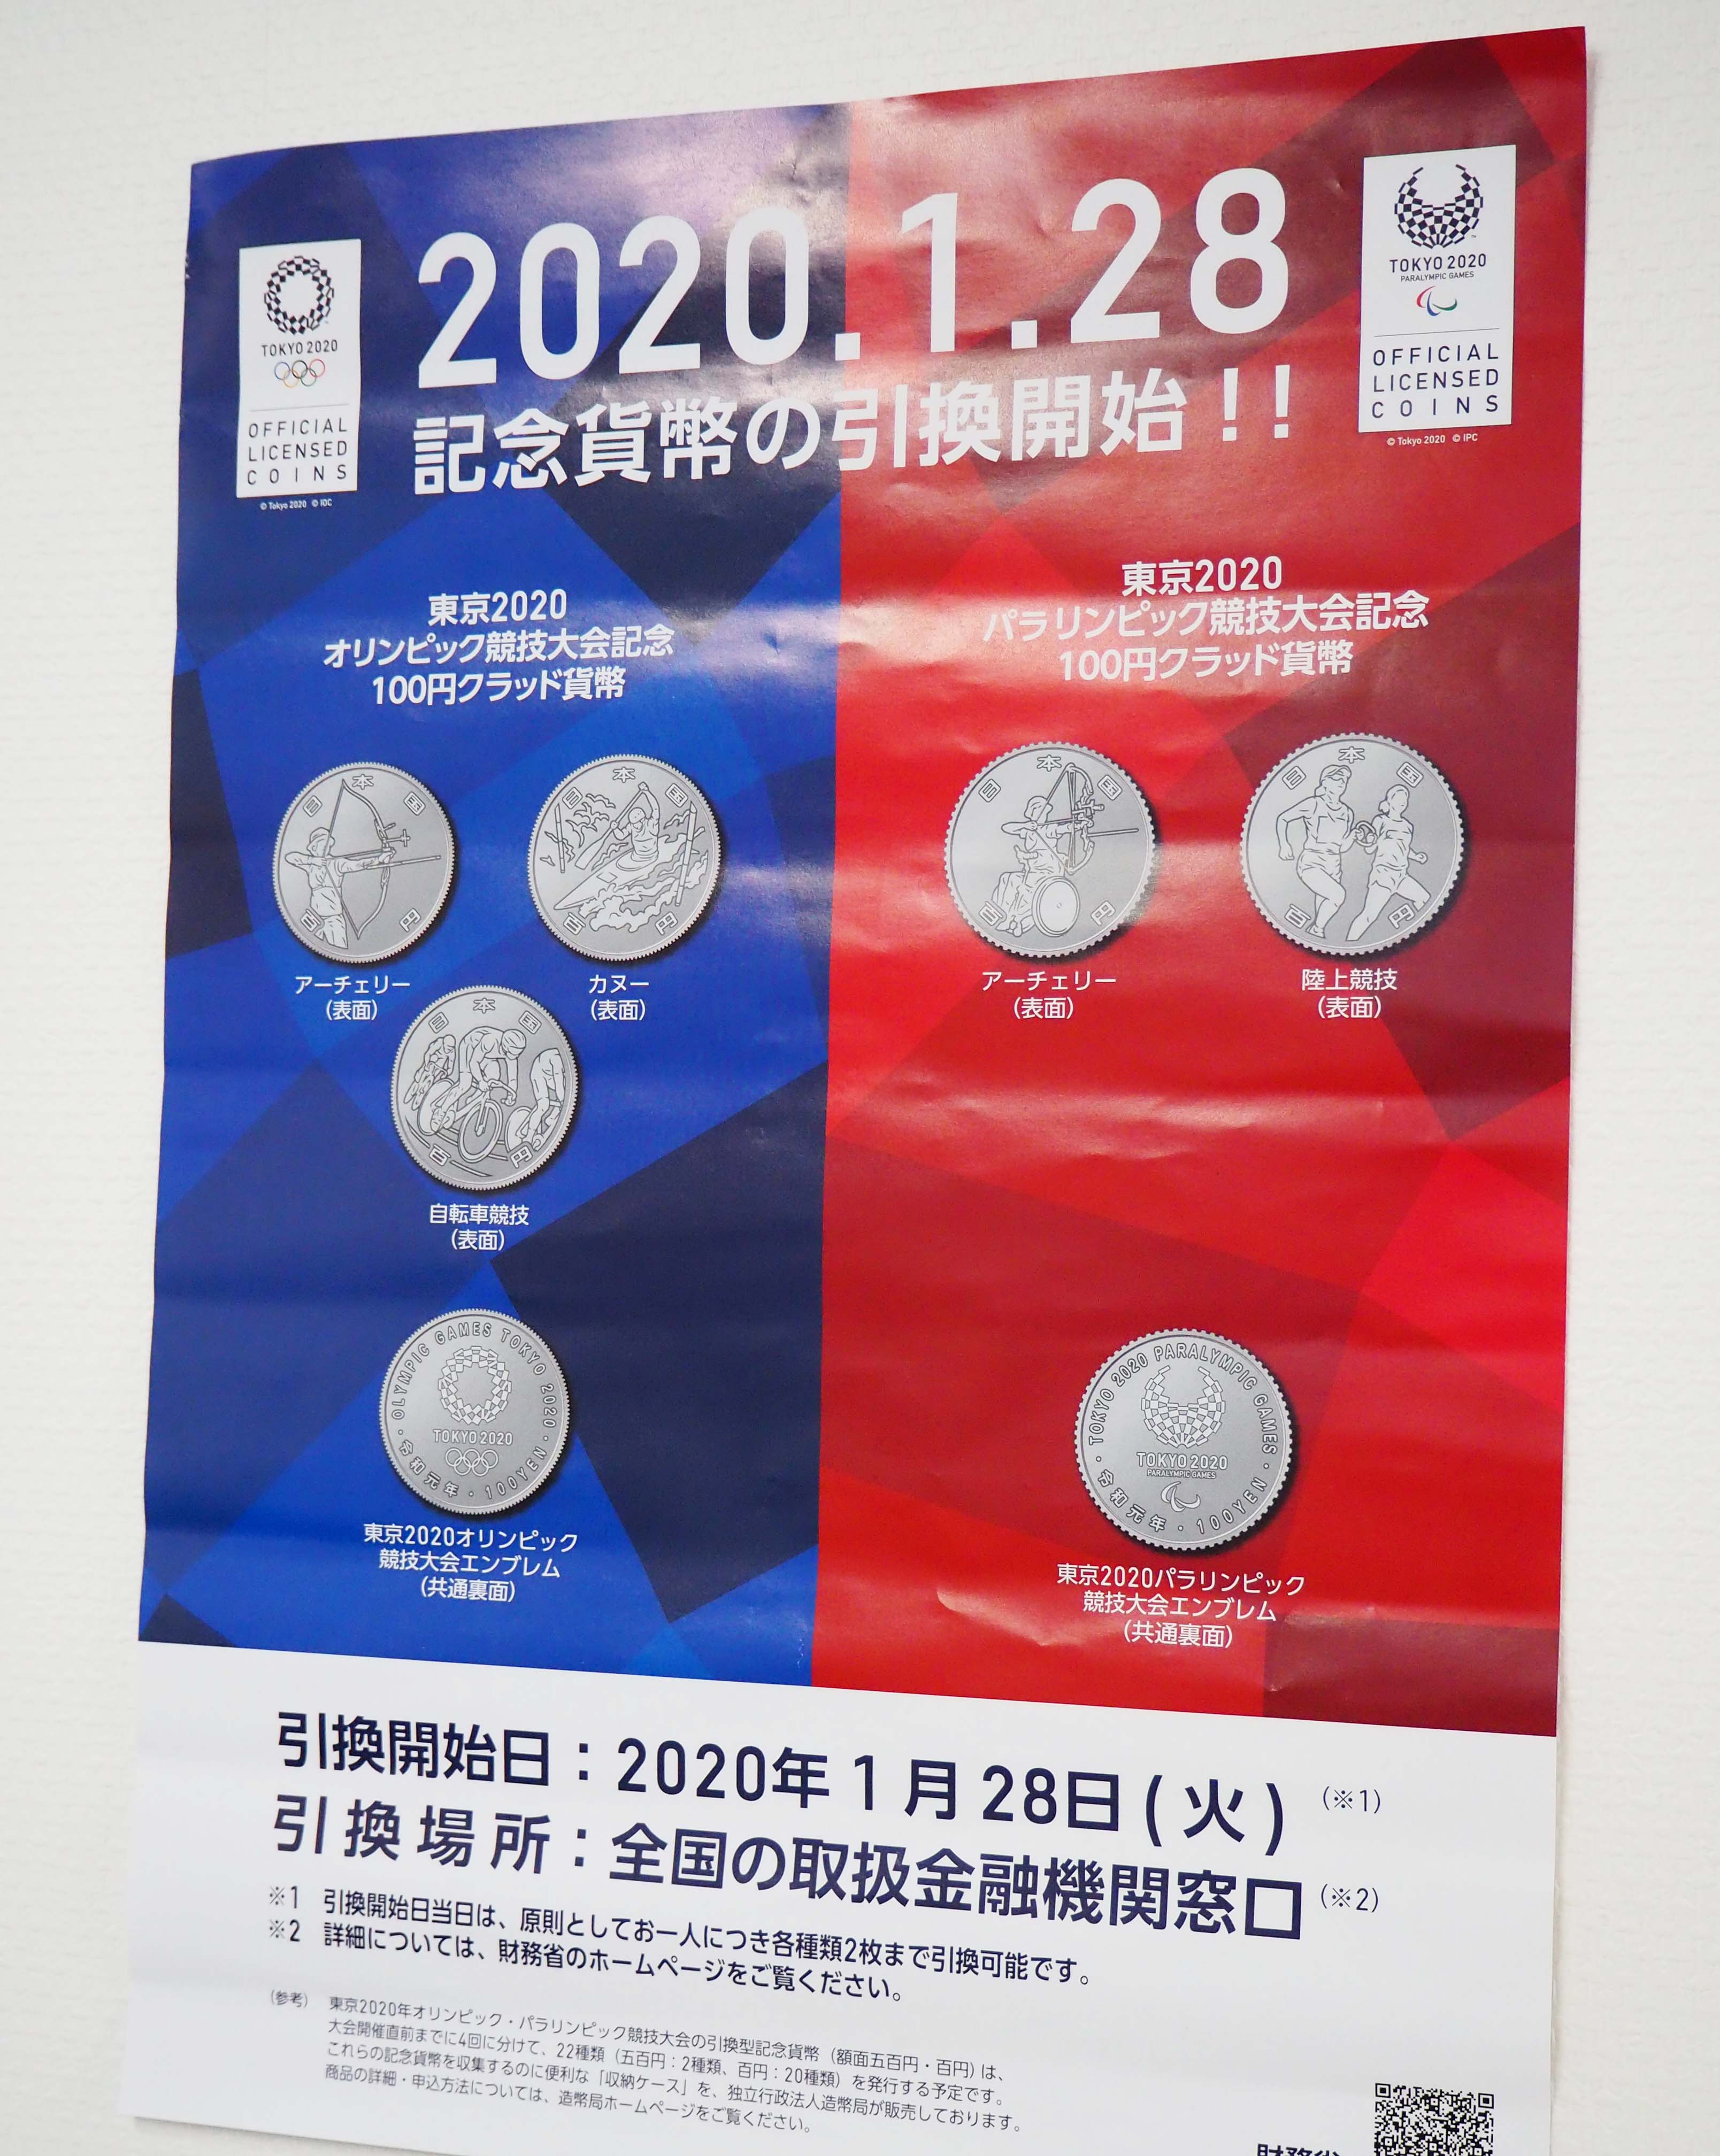 2020.1.28
記念貨幣の引換開始!!
TOKYO 2020
OFFICIAL
LICENSED
COINS
© Tokyo 2020 © IOC
TOKYO 2020
PARALYMPIC GAMES
OFFICIAL
LICENSED
COINS
© Tokyo 2020 © IPC
東京2020
オリンピック競技大会記念
100円クラッド貨幣
日本国
百円
アーチェリー
(表面)
日本国
百円
カヌー
(表面)
日本国
百円
自転車競技
(表面)
・OLYMPIC GAMES TOKYO 2020・
TOKYO 2020
令和元年・100YEN
東京2020オリンピック
競技大会エンブレム
(共通裏面)
東京2020
パラリンピック競技大会記念
100円クラッド貨幣
日本国
百円
アーチェリー
(表面)
日本国
百円
陸上競技
(表面)
・TOKYO 2020 PARALYMPIC GAMES・
TOKYO 2020
PARALYMPIC GAMES
令和元年・100YEN
東京2020パラリンピック
競技大会エンブレム
(共通裏面)
引換開始日：2020年1月28日(火) (※1)
引換場所：全国の取扱金融機関窓口(※2)
※1 引換開始日当日は、原則としてお一人につき各種類2枚まで引換可能です。
※2 詳細については、財務省のホームページをご覧ください。
(参考) 東京2020年オリンピック・パラリンピック競技大会の引換型記念貨幣（額面五百円・百円）は、
大会開催直前までに4回に分けて、22種類（五百円：2種類、百円：20種類）を発行する予定です。
これらの記念貨幣を収集するのに便利な「収納ケース」を、独立行政法人造幣局が販売しております。
商品の詳細・申込方法については、造幣局ホームページをご覧ください。
財務省